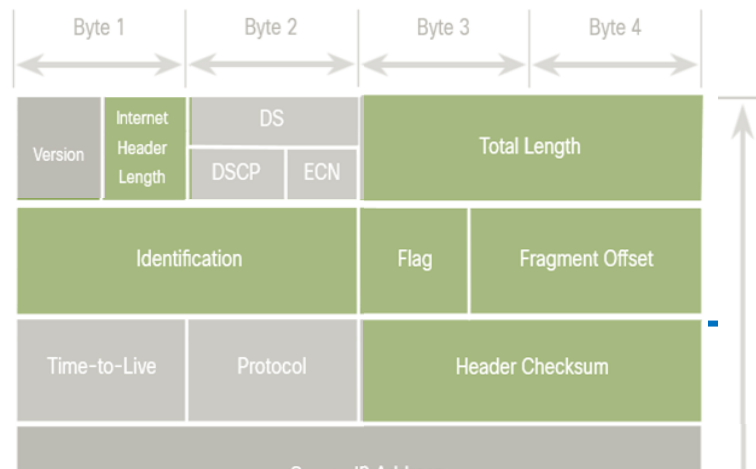 Byte 1 Byte 2 Byte 3 Byte 4
Version
Internet
Header
Length
DS
DSCP ECN
Total Length
Identification Flag Fragment Offset
Time-to-Live Protocol Header Checksum